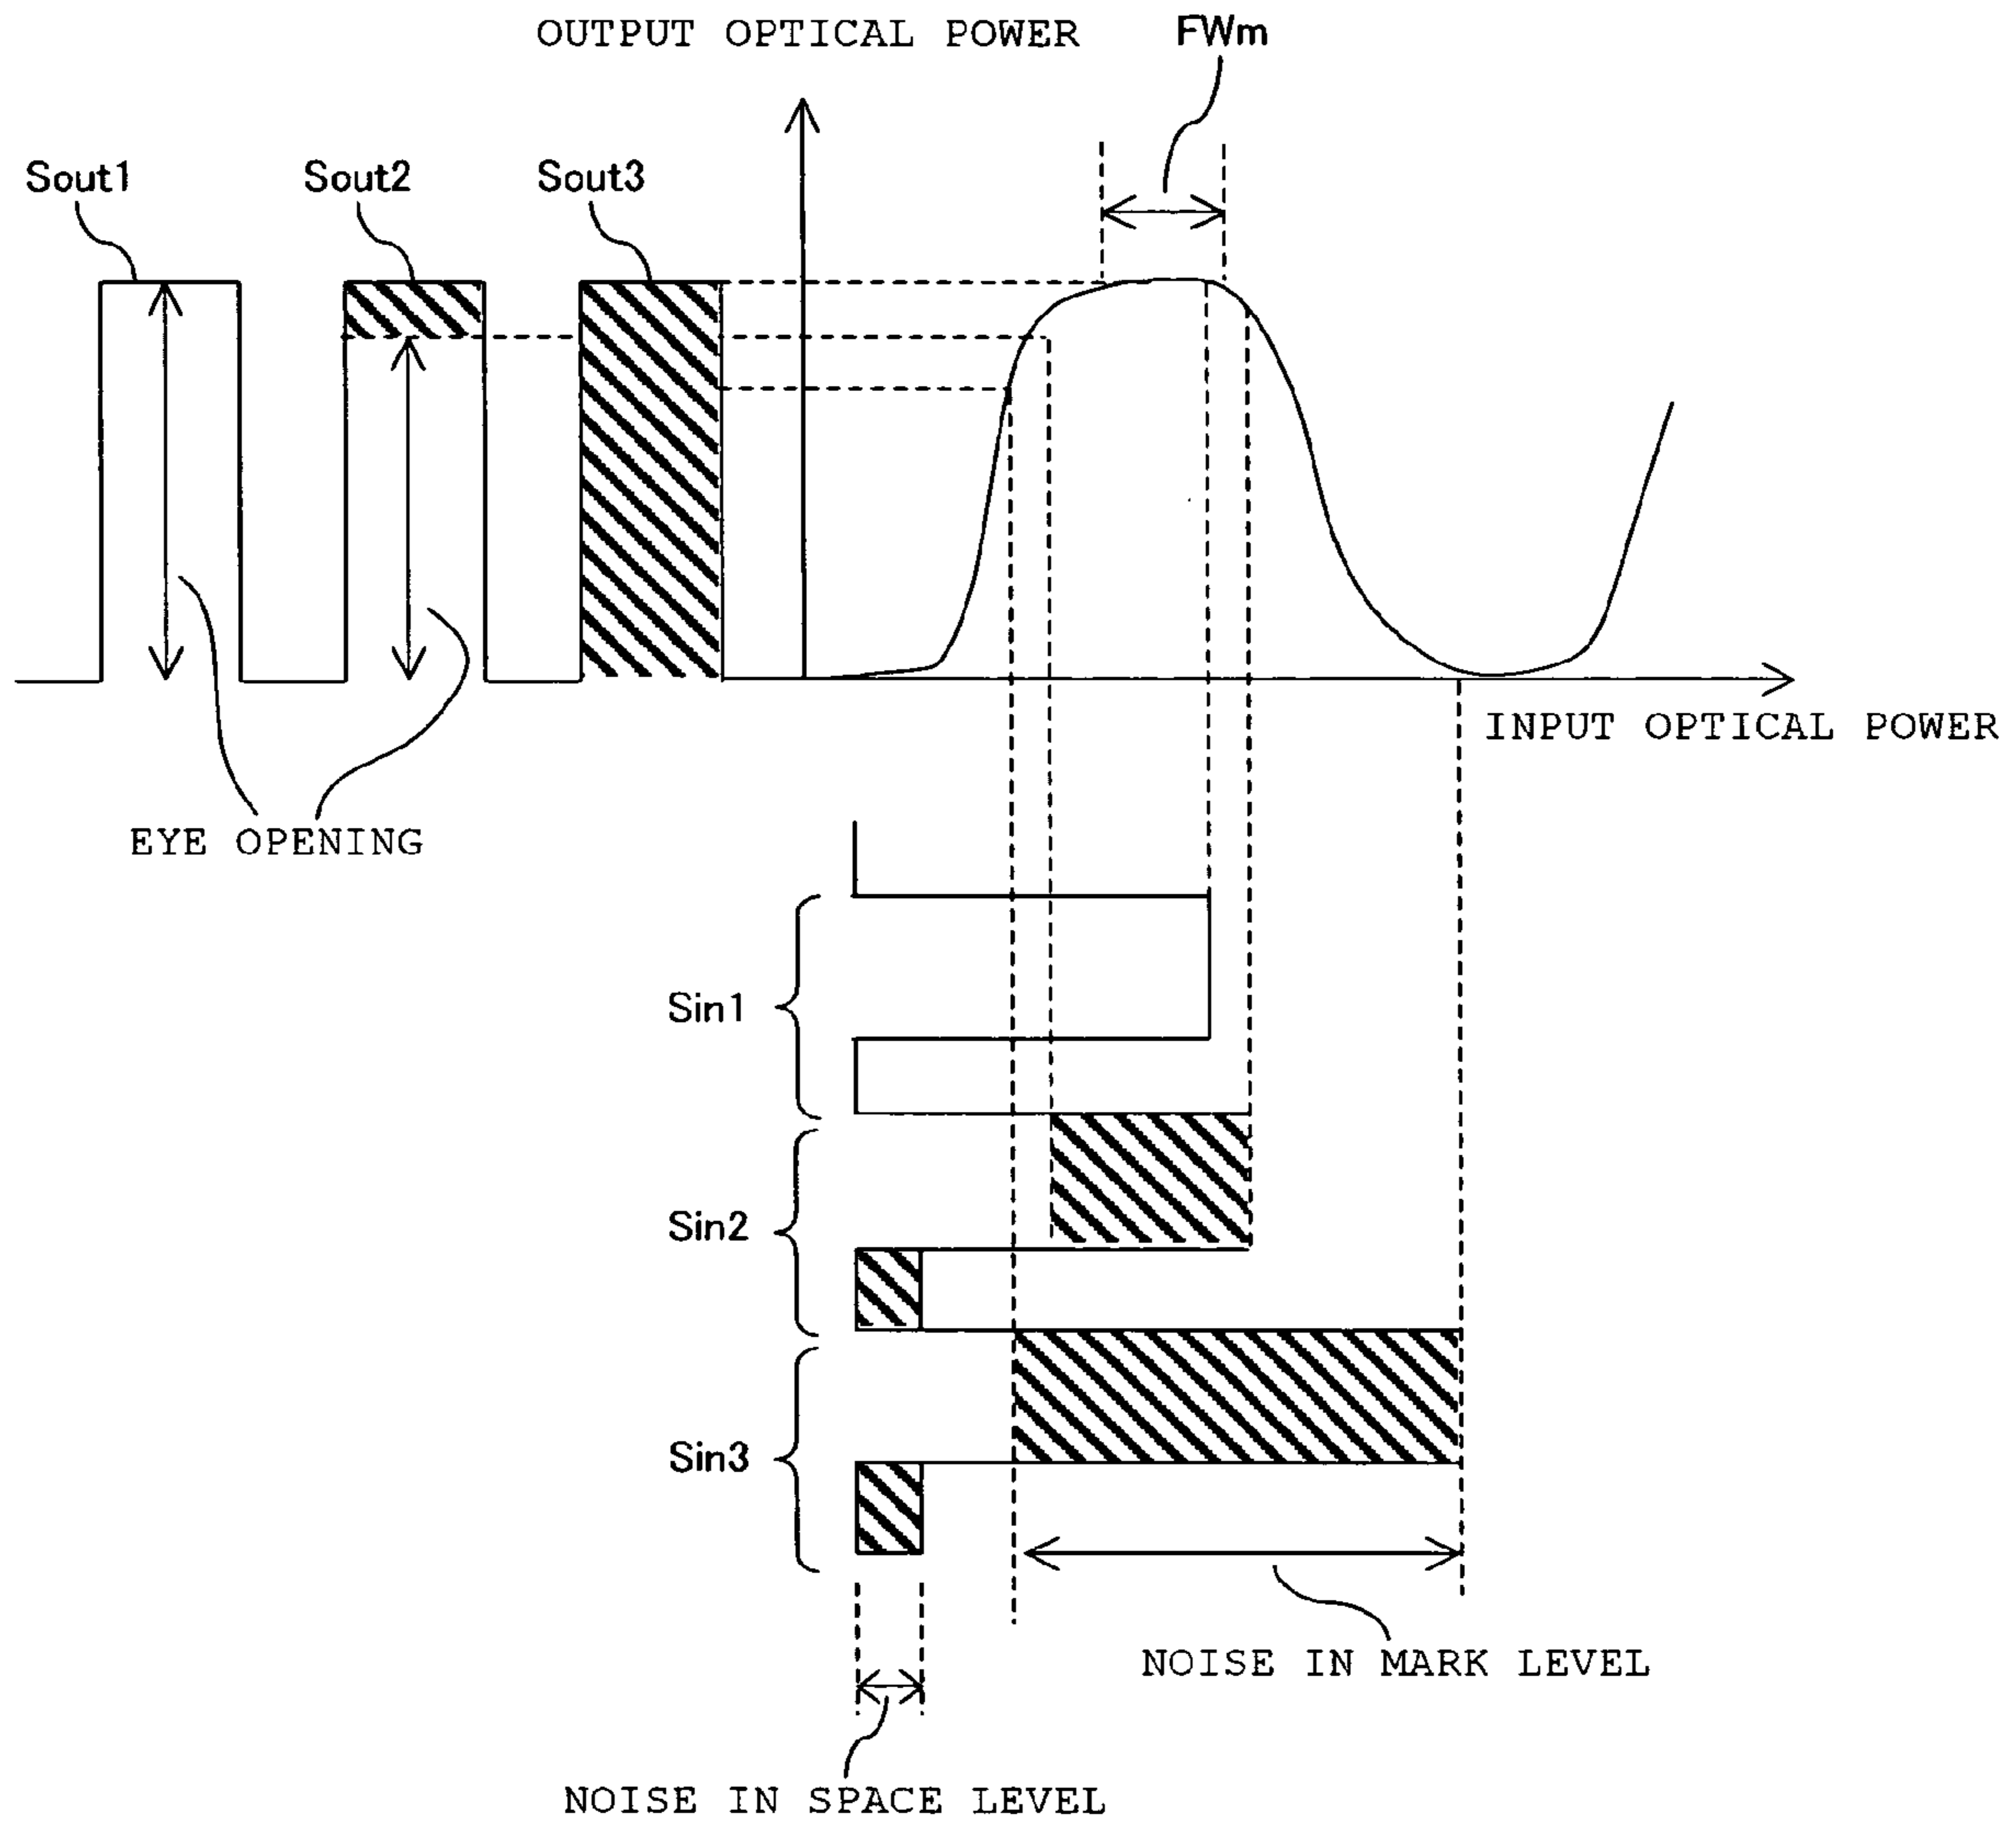 OUTPUT OPTICAL POWER
FWm
Sout1
Sout2
Sout3
INPUT OPTICAL POWER
EYE OPENING
Sin1
Sin2
Sin3
NOISE IN MARK LEVEL
NOISE IN SPACE LEVEL